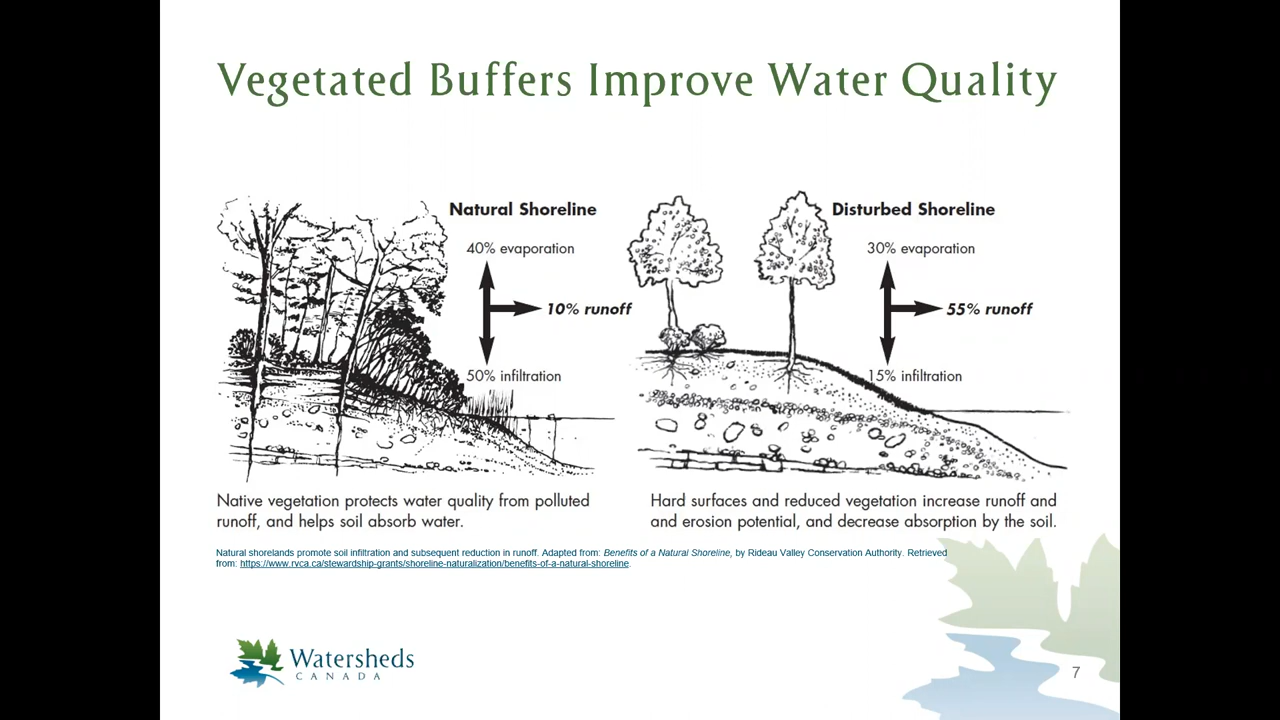 Vegetated Buffers Improve Water Quality
Natural Shoreline
40% evaporation
10% runoff
50% infiltration
Disturbed Shoreline
30% evaporation
55% runoff
15% infiltration
Native vegetation protects water quality from polluted
runoff, and helps soil absorb water.
Hard surfaces and reduced vegetation increase runoff and
and erosion potential, and decrease absorption by the soil.
Natural shorelands promote soil infiltration and subsequent reduction in runoff. Adapted from: Benefits of a Natural Shoreline, by Rideau Valley Conservation Authority. Retrieved
from: https://www.rvca.ca/stewardship-grants/shoreline-naturalization/benefits-of-a-natural-shoreline.
Watersheds
CANADA
7